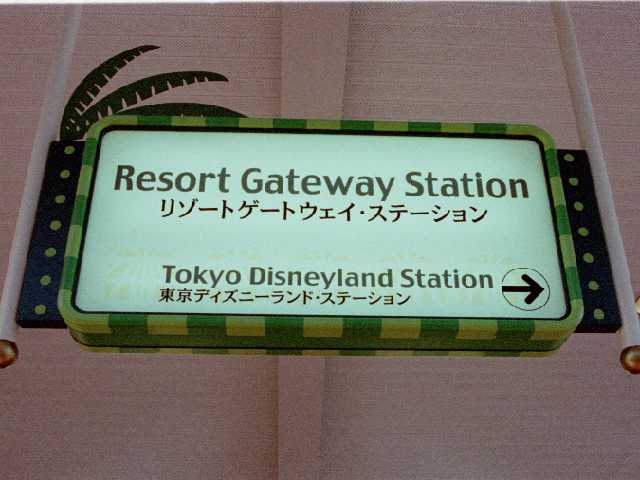 Resort Gateway Station
リゾートゲートウェイ・ステーション
Tokyo Disneyland Station
東京ディズニーランド・ステーション